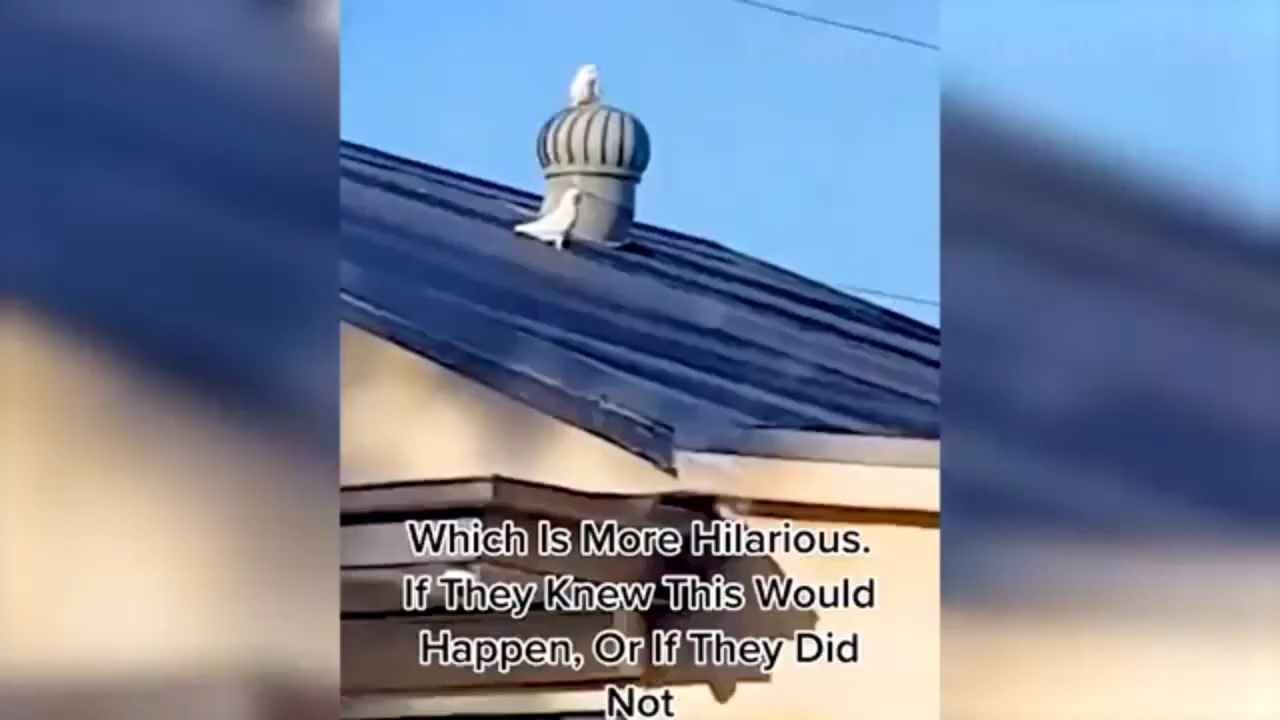 Which Is More Hilarious.
If They Knew This Would
Happen, Or If They Did
Not